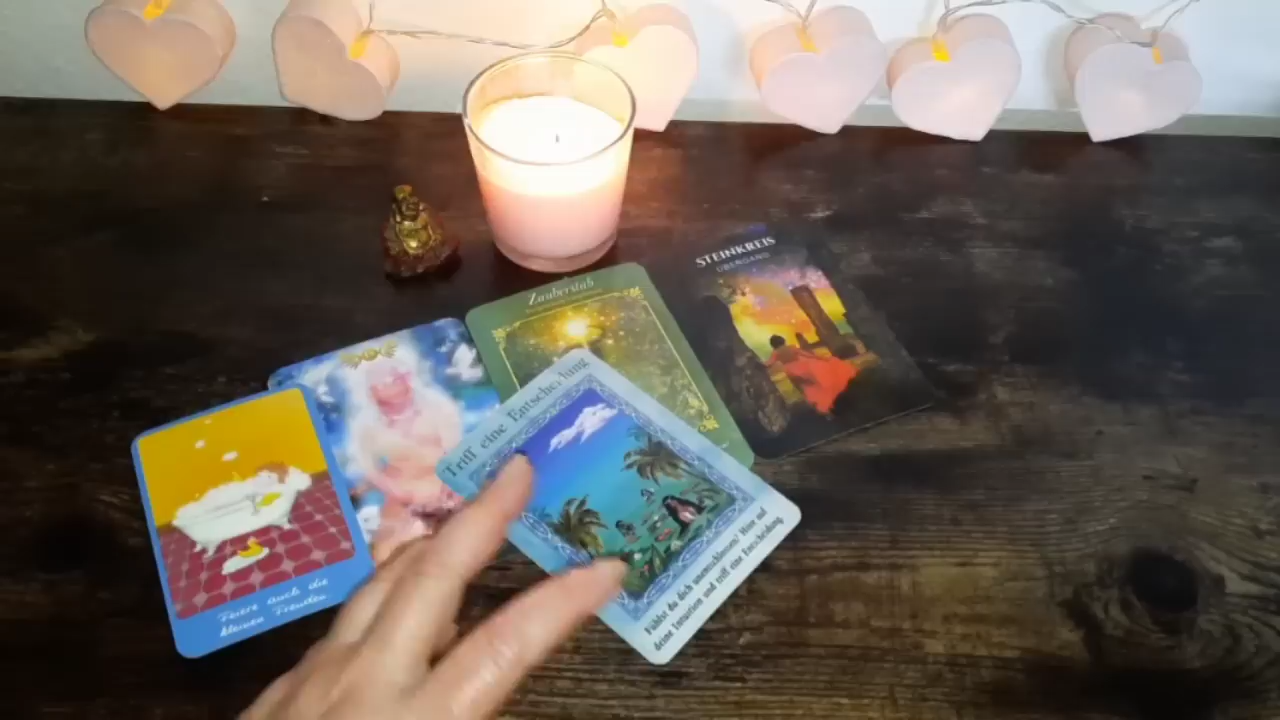 STEINKREIS
ÜBERGANG
Zauberstab
Triff eine Entscheidung
Fühlst du dich unentschlossen? Höre auf
deine Intuition und triff eine Entscheidung.
Feiere auch die
kleinen Freuden